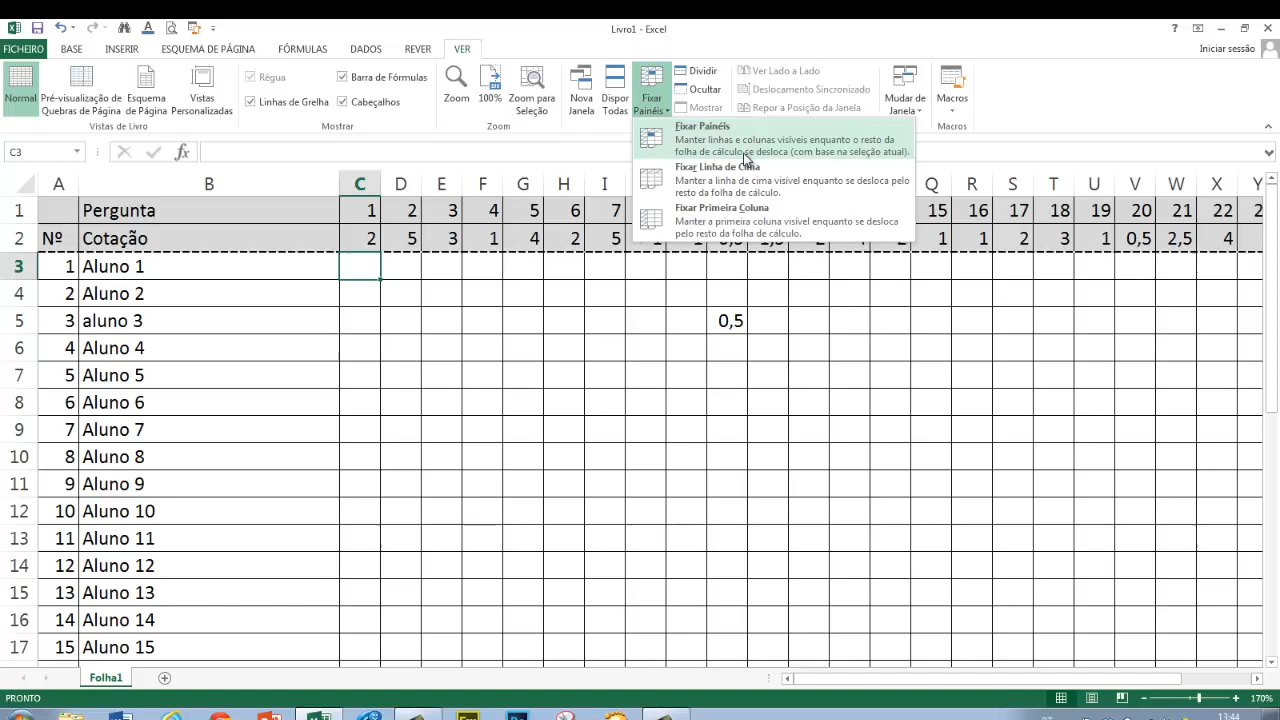 Livro1 - Excel
FICHEIRO BASE INSERIR ESQUEMA DE PÁGINA FÓRMULAS DADOS REVER VER Iniciar sessão
Normal
Pré-visualização de Quebras de Página
Esquema de Página
Vistas Personalizadas
Vistas de Livro
Régua
Barra de Fórmulas
Linhas de Grelha
Cabeçalhos
Mostrar
Zoom
100%
Zoom para Seleção
Zoom
Nova Janela
Dispor Todas
Fixar Painéis
Dividir
Ocultar
Mostrar
Ver Lado a Lado
Deslocamento Sincronizado
Repor a Posição da Janela
Mudar de Janela
Macros
Macros
Fixar Painéis
Manter linhas e colunas visíveis enquanto o resto da
folha de cálculo se desloca (com base na seleção atual).
Fixar Linha de Cima
Manter a linha de cima visível enquanto se desloca pelo
resto da folha de cálculo.
Fixar Primeira Coluna
Manter a primeira coluna visível enquanto se desloca
pelo resto da folha de cálculo.
C3 fx
A B C D E F G H I Q R S T U V W X Y
1 Pergunta 1 2 3 4 5 6 7 15 16 17 18 19 20 21 22
2 Nº Cotação 2 5 3 1 4 2 5 1 1 2 3 1 0,5 2,5 4
3 1 Aluno 1
4 2 Aluno 2
5 3 aluno 3 0,5
6 4 Aluno 4
7 5 Aluno 5
8 6 Aluno 6
9 7 Aluno 7
10 8 Aluno 8
11 9 Aluno 9
12 10 Aluno 10
13 11 Aluno 11
14 12 Aluno 12
15 13 Aluno 13
16 14 Aluno 14
17 15 Aluno 15
Folha1
PRONTO 170%
PT 13:44